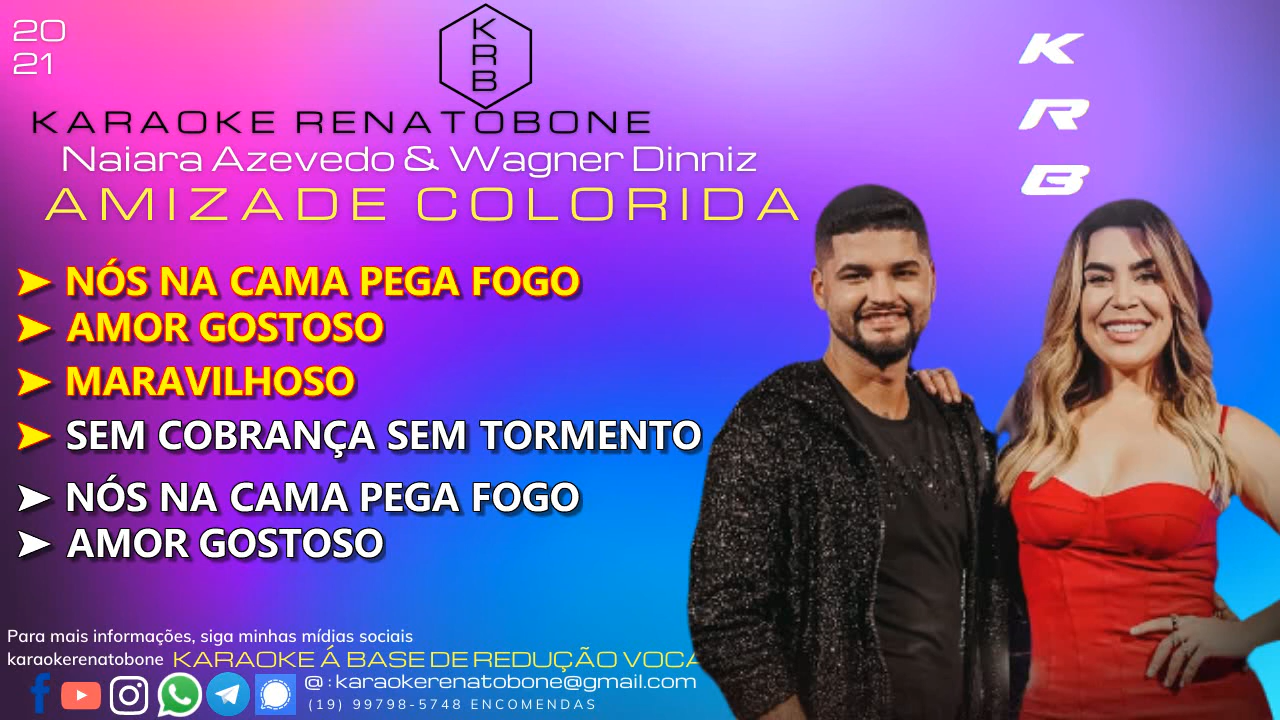 20
21
K
R
B
KARAOKE RENATOBONE
Naiara Azevedo & Wagner Dinniz
AMIZADE COLORIDA
K
R
B
➤ NÓS NA CAMA PEGA FOGO
➤ AMOR GOSTOSO
➤ MARAVILHOSO
➤ SEM COBRANÇA SEM TORMENTO
➤ NÓS NA CAMA PEGA FOGO
➤ AMOR GOSTOSO
Para mais informações, siga minhas mídias sociais
karaokerenatobone KARAOKE Á BASE DE REDUÇÃO VOCA
@ : karaokerenatobone@gmail.com
(19) 99798-5748 ENCOMENDAS